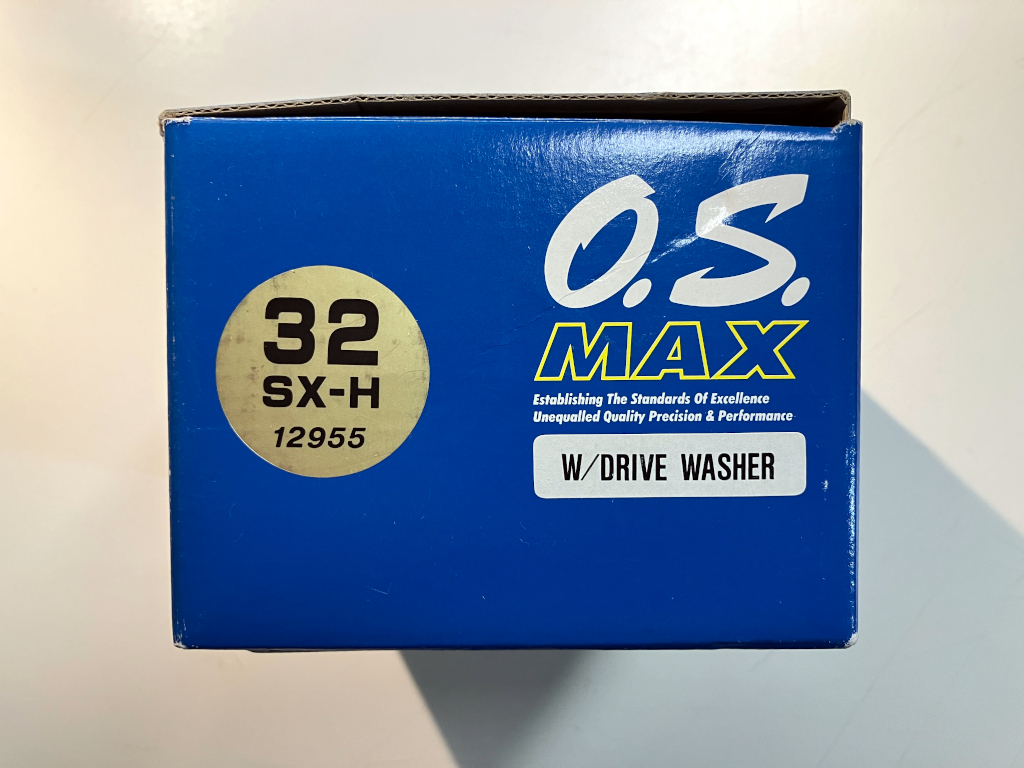 32
SX-H
12955
O.S.
MAX
Establishing The Standards Of Excellence
Unequalled Quality Precision & Performance
W/DRIVE WASHER